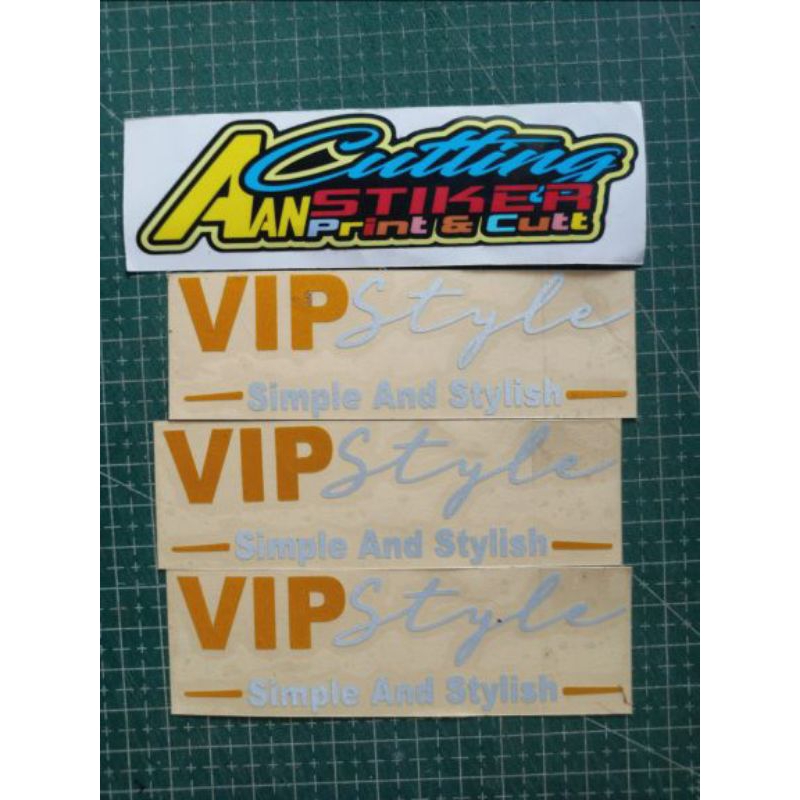 Cutting
AAN STIKER
Print & Cutt
VIP Style
Simple And Stylish
VIP Style
Simple And Stylish
VIP Style
Simple And Stylish